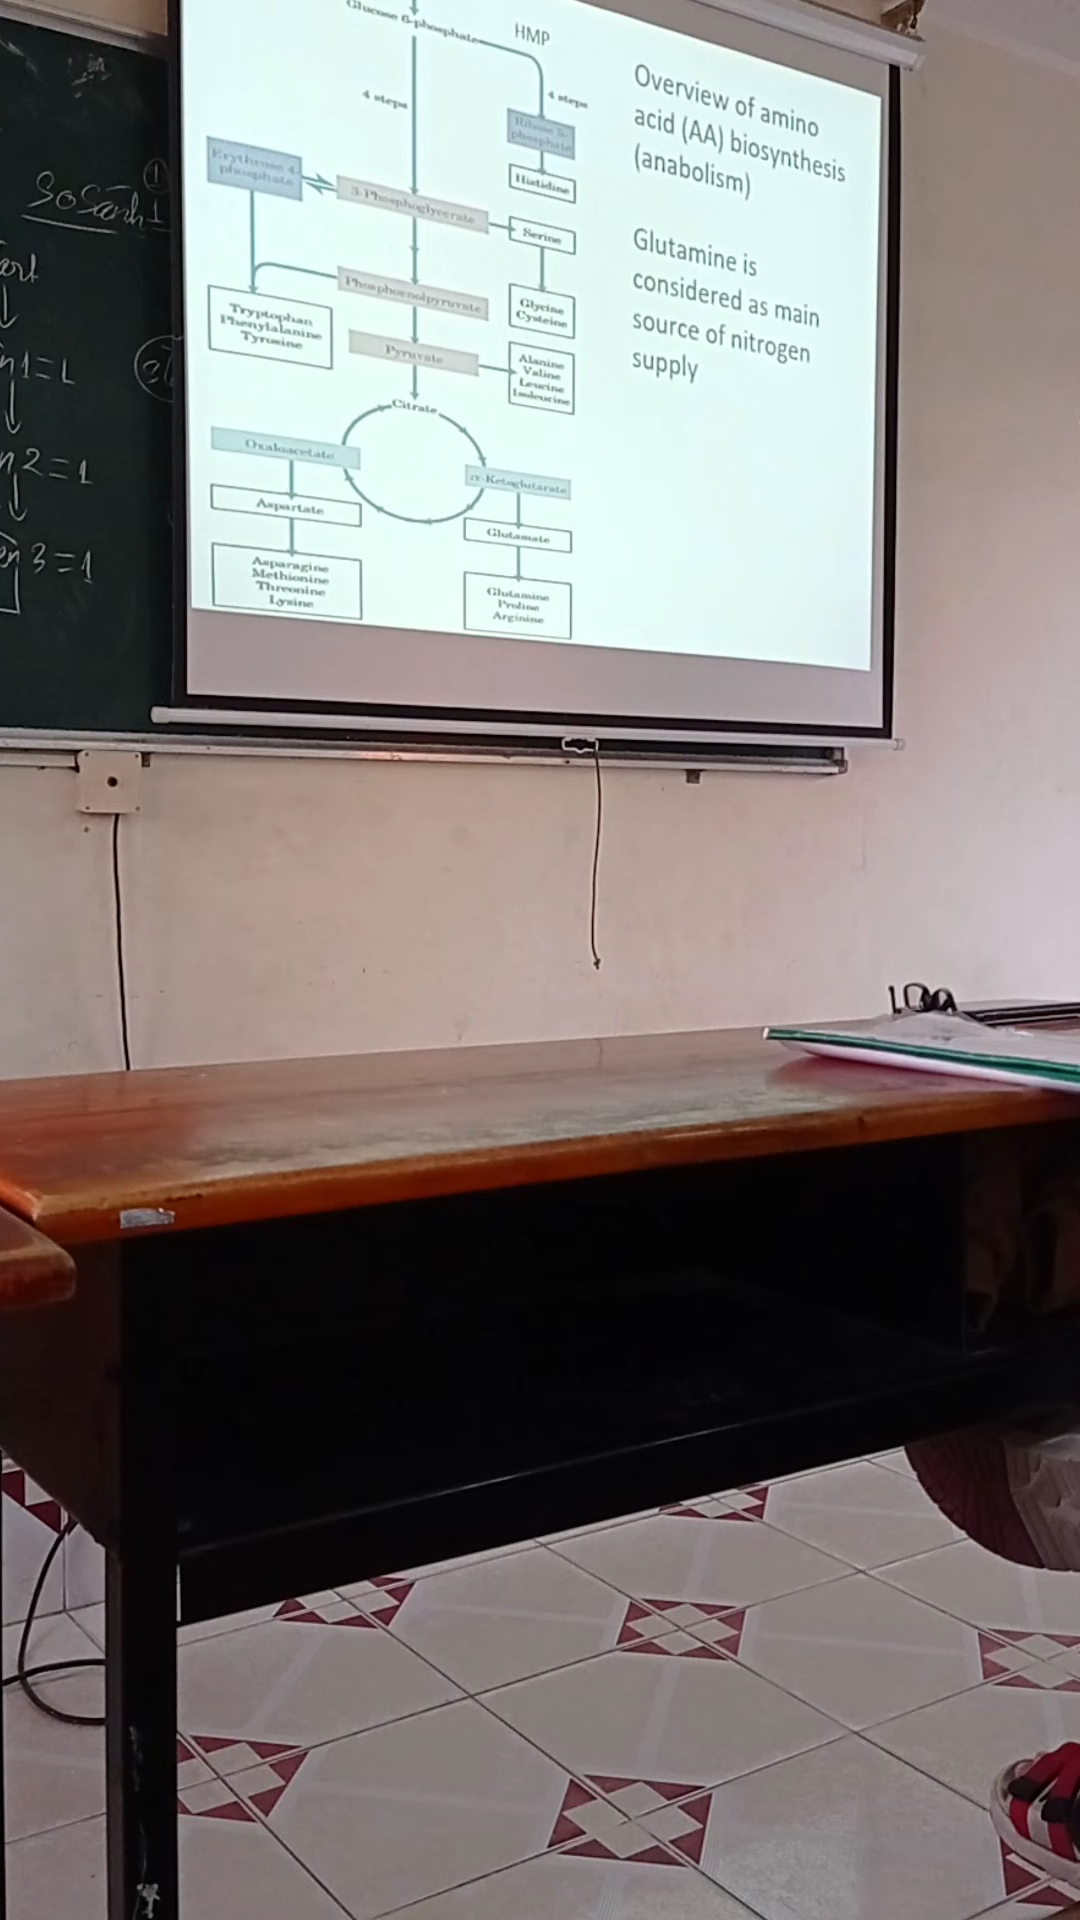 Glucose 6-phosphate
HMP
4 steps
4 steps
Ribose 5-
phosphate
Histidine
Erythrose 4-
phosphate
3-Phosphoglycerate
Serine
Glycine
Cysteine
Phosphoenolpyruvate
Tryptophan
Phenylalanine
Tyrosine
Pyruvate
Alanine
Valine
Leucine
Isoleucine
Citrate
Oxaloacetate
α-Ketoglutarate
Aspartate
Glutamate
Asparagine
Methionine
Threonine
Lysine
Glutamine
Proline
Arginine
Overview of amino
acid (AA) biosynthesis
(anabolism)
Glutamine is
considered as main
source of nitrogen
supply
1
So Sánh 1
2 = 1
3 = 1